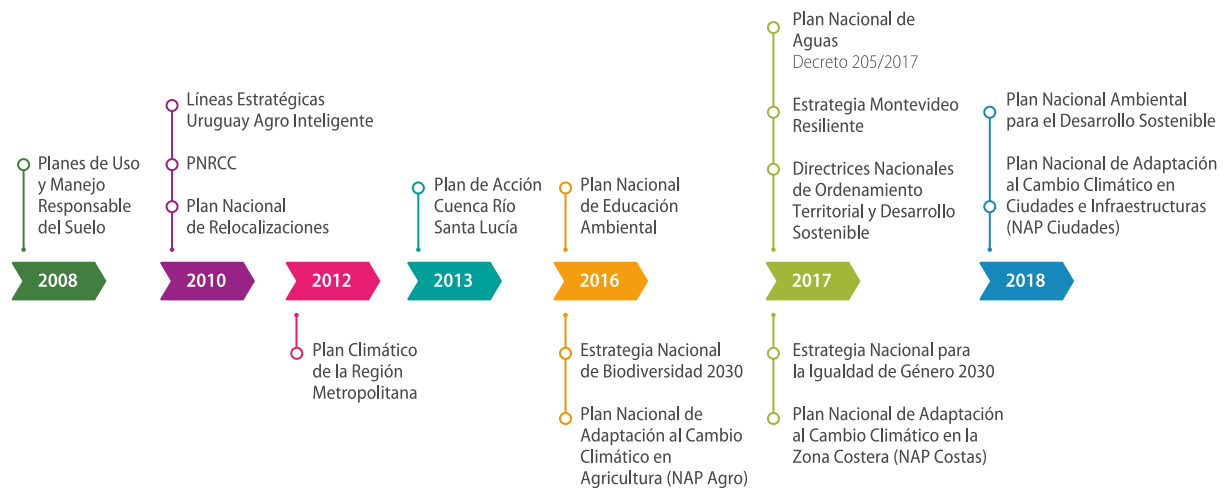 Planes de Uso
y Manejo
Responsable
del Suelo
2008
Líneas Estratégicas
Uruguay Agro Inteligente
PNRCC
Plan Nacional
de Relocalizaciones
2010
2012
Plan Climático
de la Región
Metropolitana
Plan de Acción
Cuenca Río
Santa Lucía
2013
Plan Nacional
de Educación
Ambiental
2016
Estrategia Nacional
de Biodiversidad 2030
Plan Nacional de
Adaptación al Cambio
Climático en
Agricultura (NAP Agro)
Plan Nacional de
Aguas
Decreto 205/2017
Estrategia Montevideo
Resiliente
Directrices Nacionales
de Ordenamiento
Territorial y Desarrollo
Sostenible
2017
Estrategia Nacional para
la Igualdad de Género 2030
Plan Nacional de Adaptación
al Cambio Climático en la
Zona Costera (NAP Costas)
Plan Nacional Ambiental
para el Desarrollo Sostenible
Plan Nacional de Adaptación
al Cambio Climático en
Ciudades e Infraestructuras
(NAP Ciudades)
2018